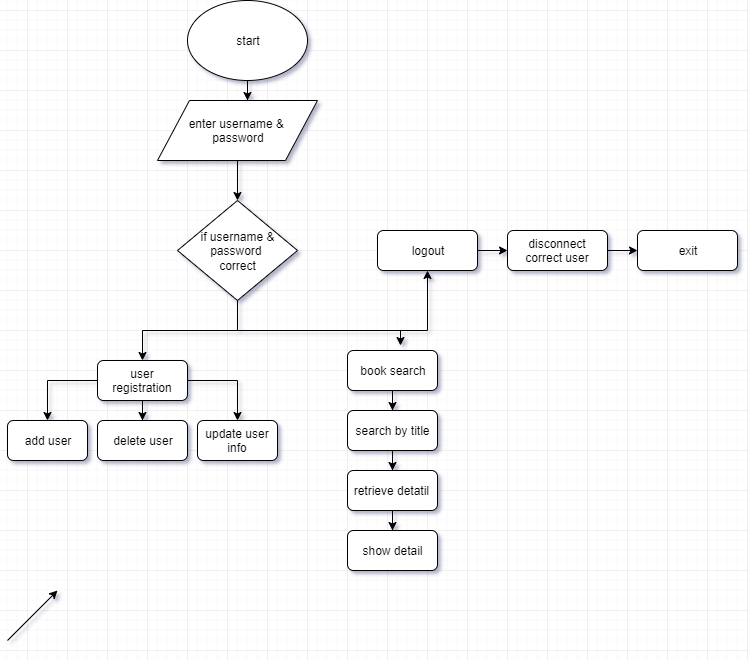 start
enter username &
password
if username &
password
correct
logout
disconnect
correct user
exit
user
registration
book search
add user
delete user
update user
info
search by title
retrieve detatil
show detail